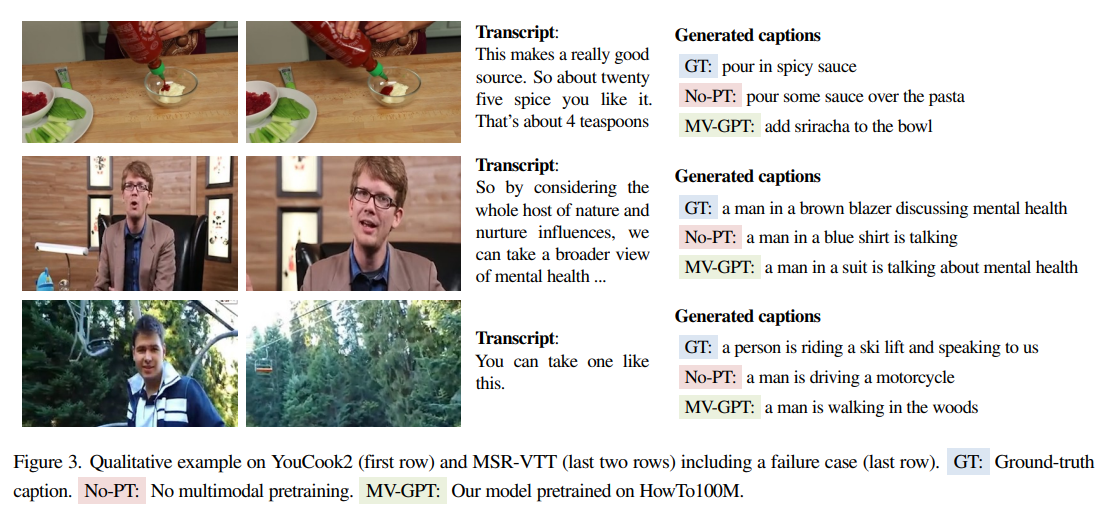 Transcript:
This makes a really good
source. So about twenty
five spice you like it.
That's about 4 teaspoons
Generated captions
GT: pour in spicy sauce
No-PT: pour some sauce over the pasta
MV-GPT: add sriracha to the bowl
Transcript:
So by considering the
whole host of nature and
nurture influences, we
can take a broader view
of mental health ...
Generated captions
GT: a man in a brown blazer discussing mental health
No-PT: a man in a blue shirt is talking
MV-GPT: a man in a suit is talking about mental health
Transcript:
You can take one like
this.
Generated captions
GT: a person is riding a ski lift and speaking to us
No-PT: a man is driving a motorcycle
MV-GPT: a man is walking in the woods
Figure 3. Qualitative example on YouCook2 (first row) and MSR-VTT (last two rows) including a failure case (last row). GT: Ground-truth
caption. No-PT: No multimodal pretraining. MV-GPT: Our model pretrained on HowTo100M.